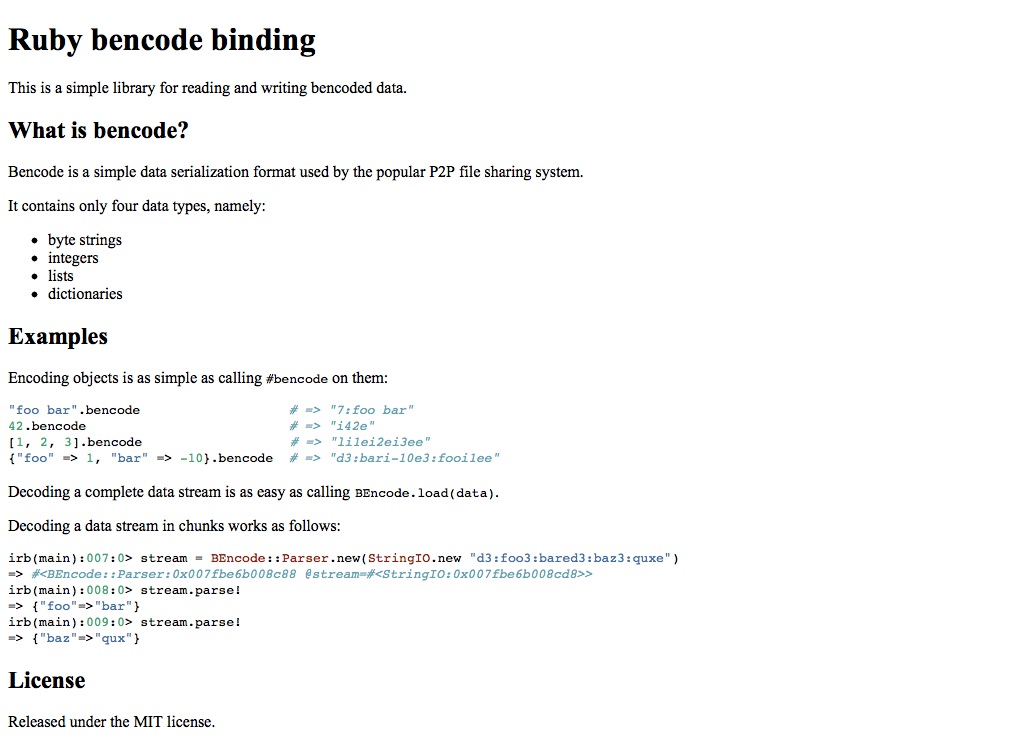 Ruby bencode binding
This is a simple library for reading and writing bencoded data.
What is bencode?
Bencode is a simple data serialization format used by the popular P2P file sharing system.
It contains only four data types, namely:
• byte strings
• integers
• lists
• dictionaries
Examples
Encoding objects is as simple as calling #bencode on them:
"foo bar".bencode                    # => "7:foo bar"
42.bencode                           # => "i42e"
[1, 2, 3].bencode                    # => "li1ei2ei3ee"
{"foo" => 1, "bar" => -10}.bencode  # => "d3:bari-10e3:fooi1ee"
Decoding a complete data stream is as easy as calling BEncode.load(data).
Decoding a data stream in chunks works as follows:
irb(main):007:0> stream = BEncode::Parser.new(StringIO.new "d3:foo3:bared3:baz3:quxe")
=> #<BEncode::Parser:0x007fbe6b008c88 @stream=#<StringIO:0x007fbe6b008cd8>>
irb(main):008:0> stream.parse!
=> {"foo"=>"bar"}
irb(main):009:0> stream.parse!
=> {"baz"=>"qux"}
License
Released under the MIT license.